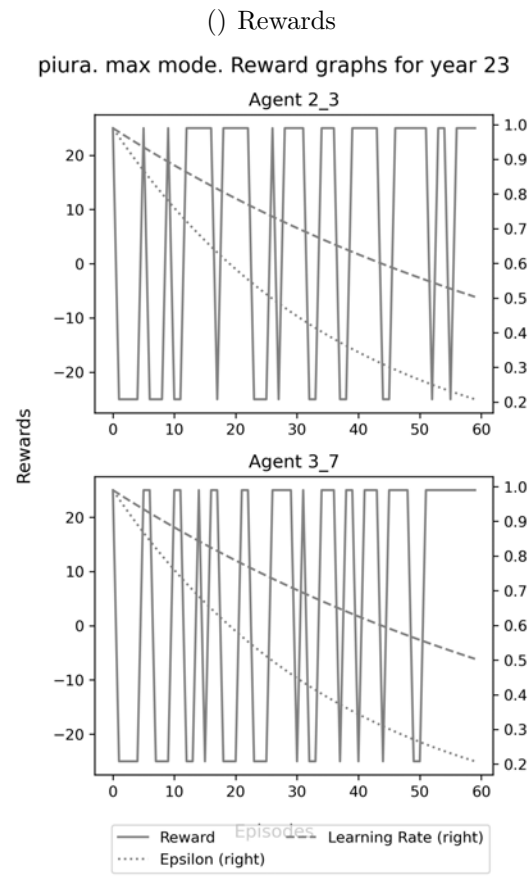 () Rewards
piura. max mode. Reward graphs for year 23
Agent 2_3
20
10
0
−10
−20
1.0
0.9
0.8
0.7
0.6
0.5
0.4
0.3
0.2
0 10 20 30 40 50 60
Rewards
Agent 3_7
20
10
0
−10
−20
1.0
0.9
0.8
0.7
0.6
0.5
0.4
0.3
0.2
0 10 20 30 40 50 60
Episodes
Reward Learning Rate (right)
Epsilon (right)